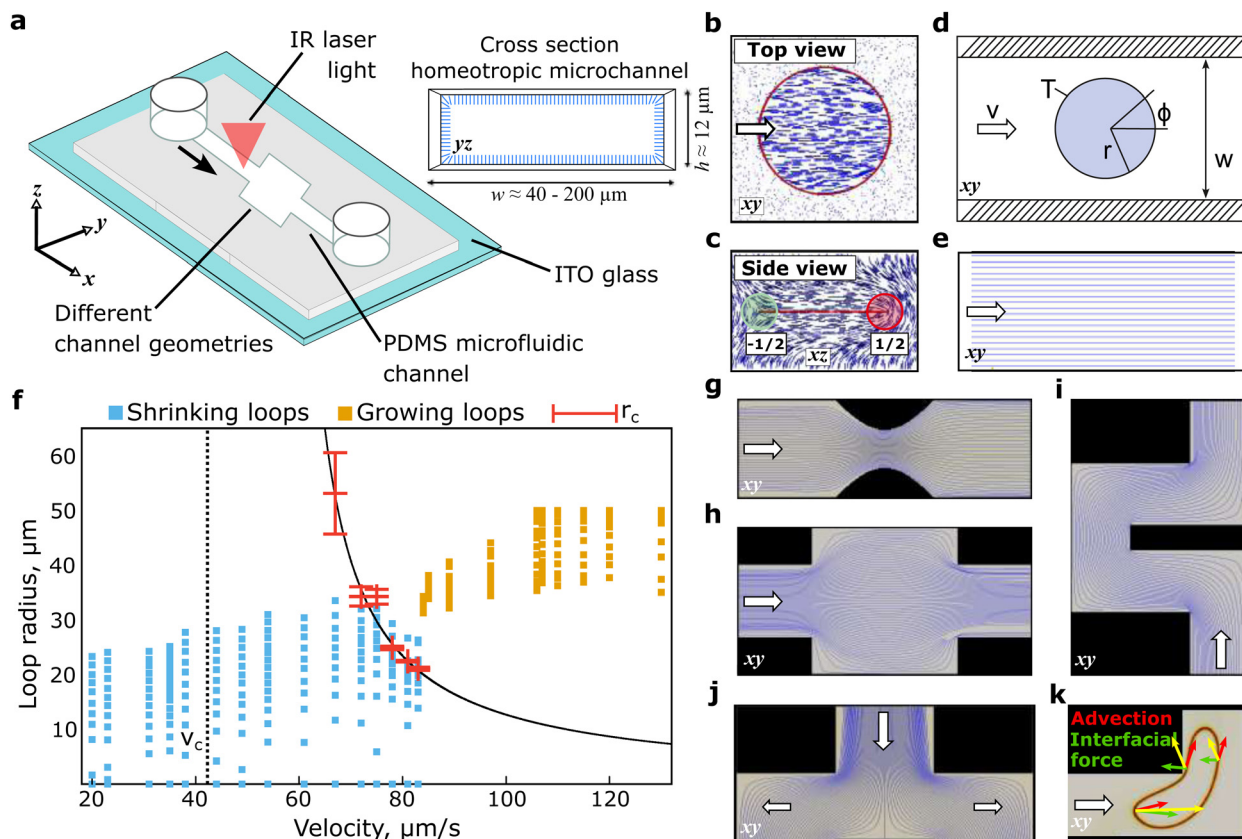 a
IR laser
light
Cross section
homeotropic microchannel
yz
h ≈ 12 µm
w ≈ 40 - 200 µm
z
y
x
ITO glass
Different
channel geometries
PDMS microfluidic
channel
b
Top view
xy
c
Side view
-1/2
1/2
xz
d
T
v
ϕ
r
w
xy
e
xy
f
Shrinking loops
Growing loops
r_c
Loop radius, µm
60
50
40
30
20
10
v_c
20
40
60
80
100
120
Velocity, µm/s
g
xy
h
xy
i
xy
j
xy
k
Advection
Interfacial
force
xy